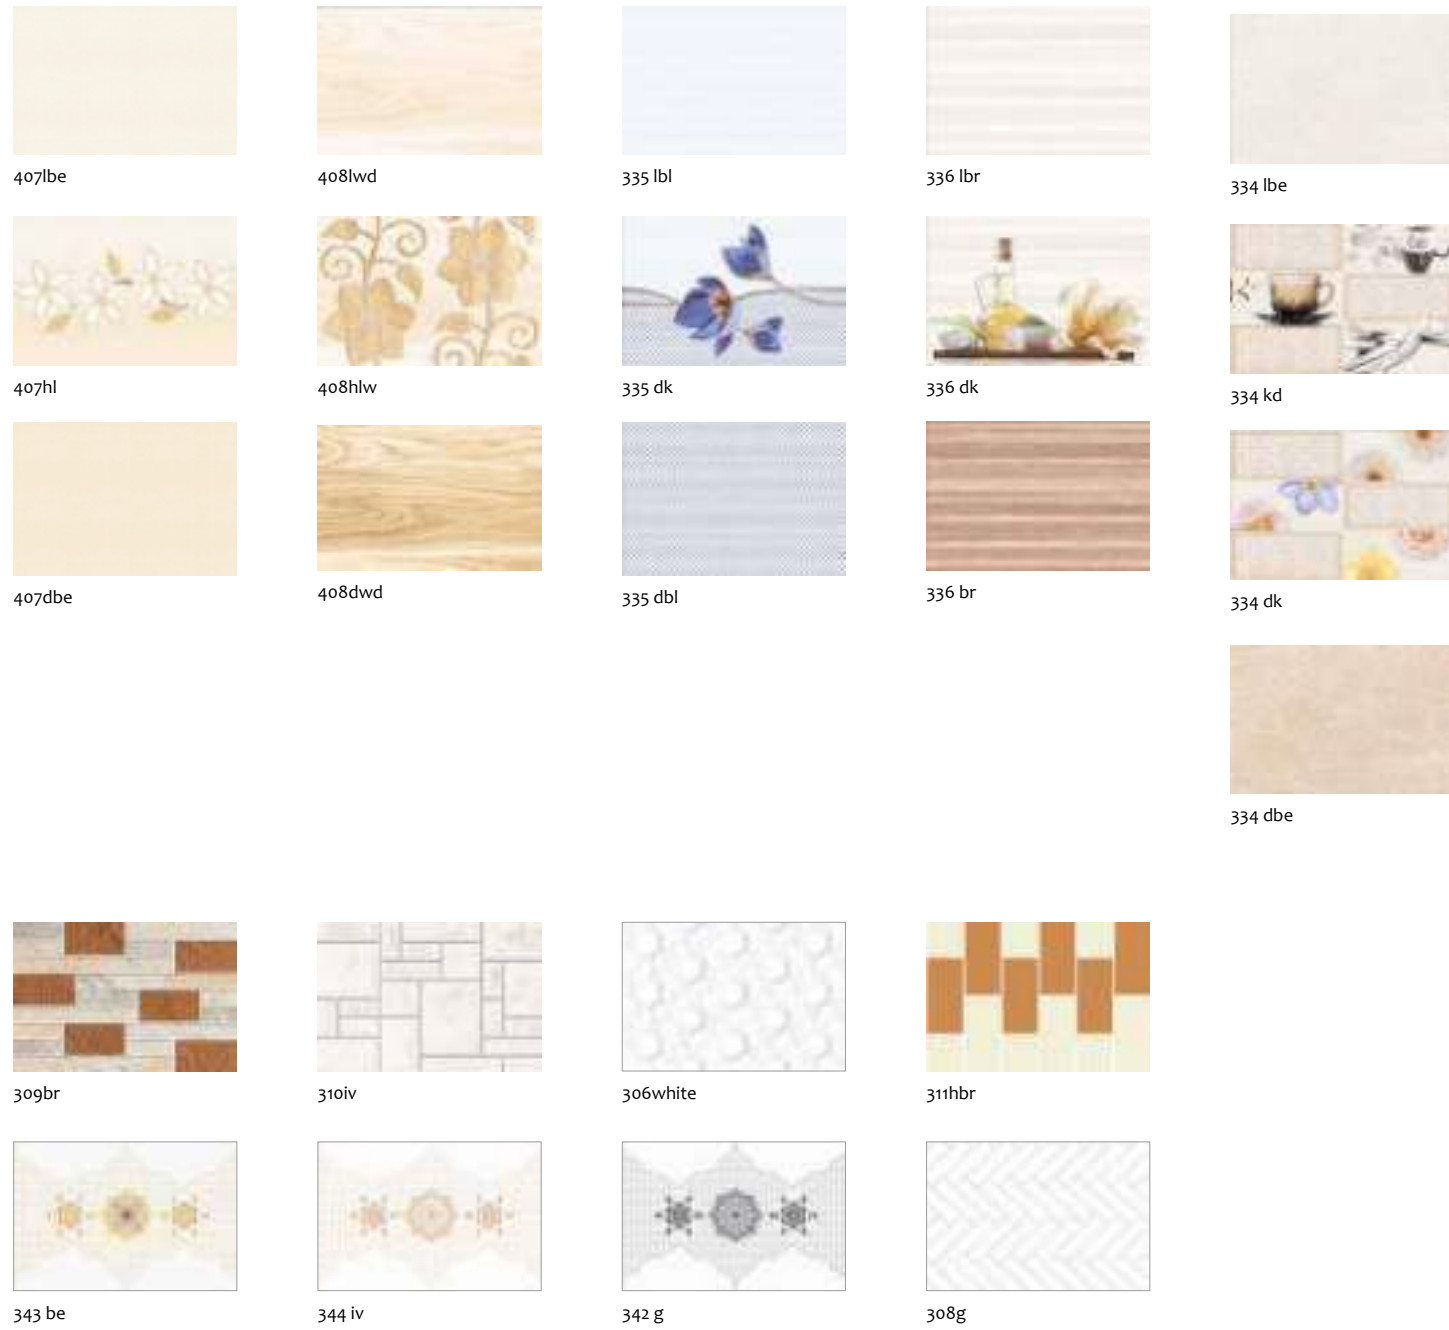 407lbe
408lwd
335 lbl
336 lbr
334 lbe
407hl
408hlw
335 dk
336 dk
334 kd
407dbe
408dwd
335 dbl
336 br
334 dk
334 dbe
309br
310iv
306white
311hbr
343 be
344 iv
342 g
308g